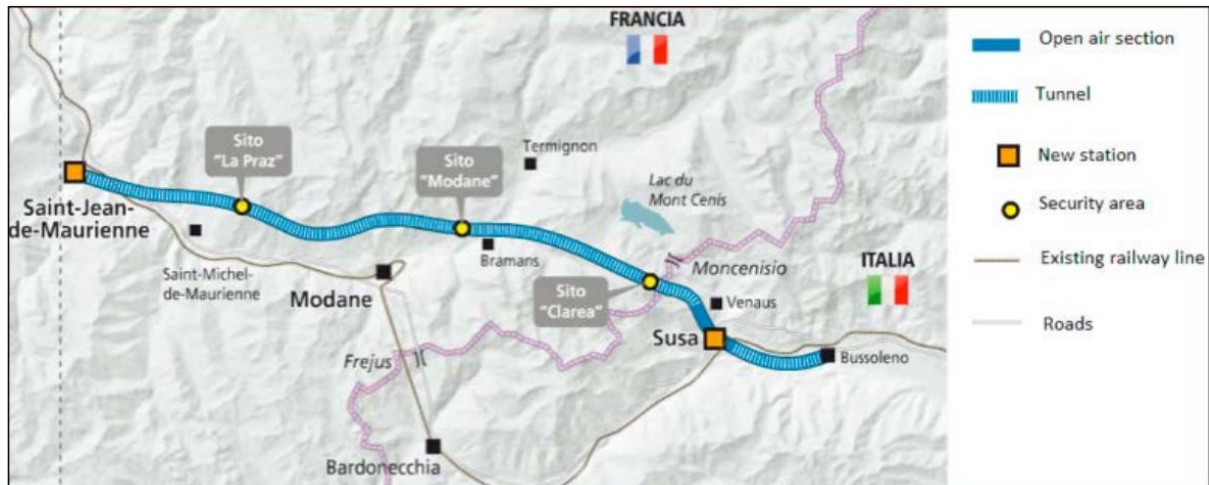 FRANCIA
Sito
"La Praz"
Sito
"Modane"
Termignon
Lac du
Mont Cenis
Saint-Jean-
de-Maurienne
Saint-Michel-
de-Maurienne
Modane
Bramans
Sito
"Clarea"
Moncenisio
ITALIA
Venaus
Susa
Bussoleno
Frejus
Bardonecchia
Open air section
Tunnel
New station
Security area
Existing railway line
Roads